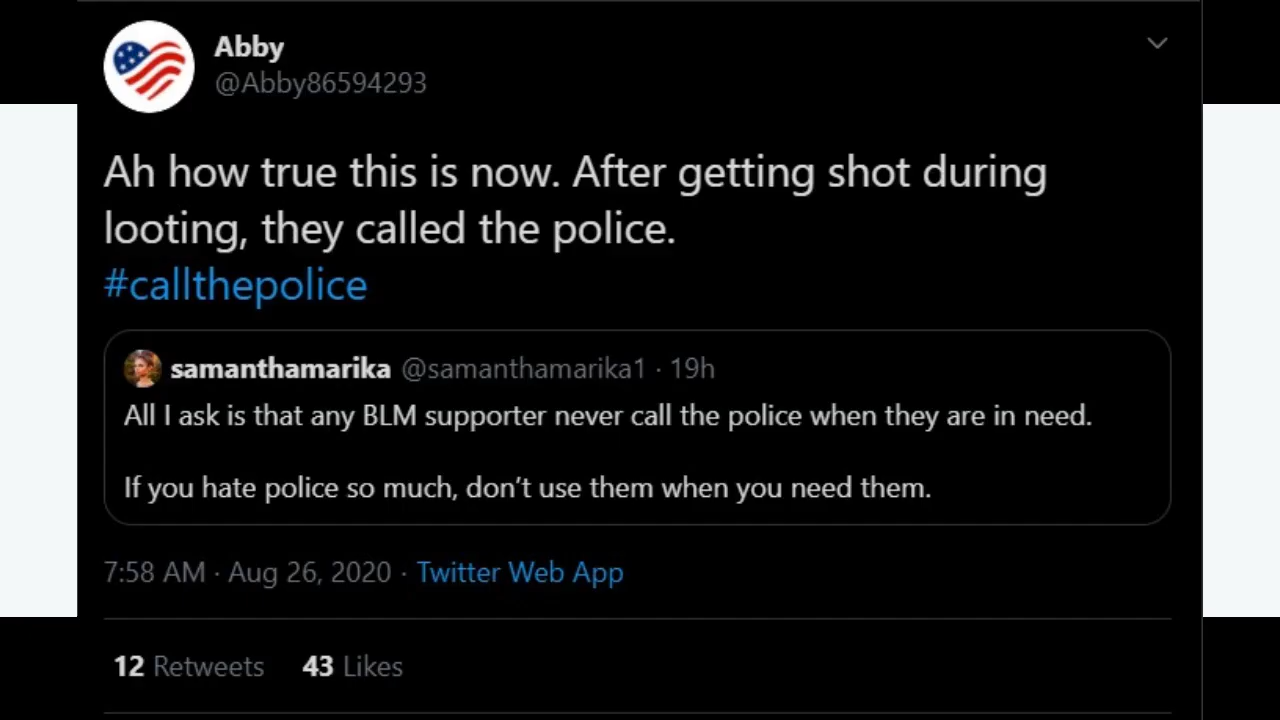 Abby
@Abby86594293
Ah how true this is now. After getting shot during
looting, they called the police.
#callthepolice
samanthamarika @samanthamarika1 · 19h
All I ask is that any BLM supporter never call the police when they are in need.
If you hate police so much, don't use them when you need them.
7:58 AM · Aug 26, 2020 · Twitter Web App
12 Retweets 43 Likes